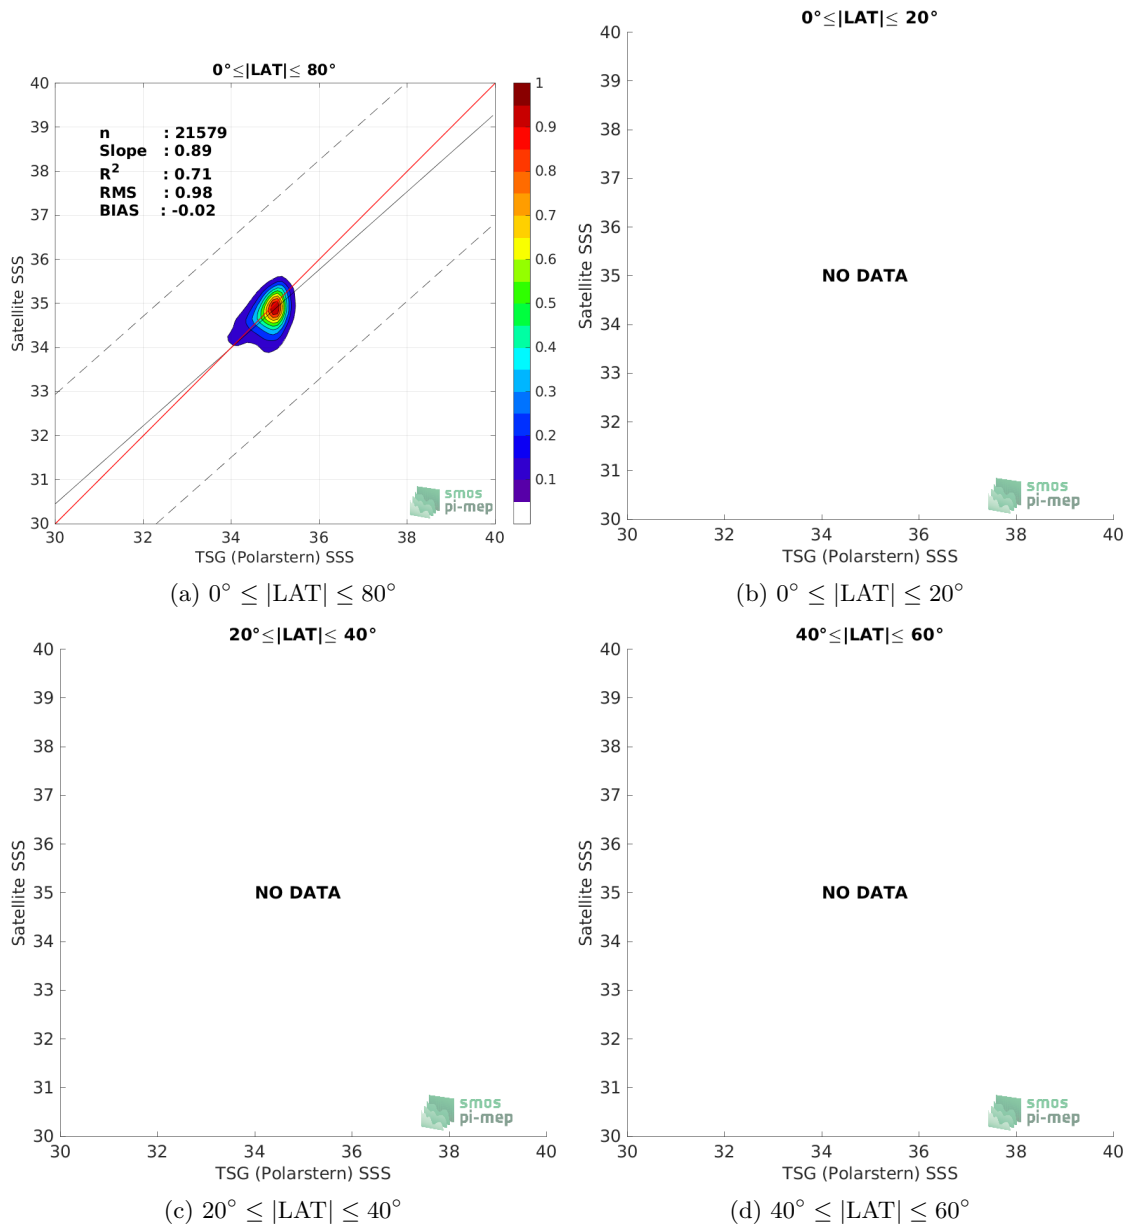 0°≤|LAT|≤ 80°
n : 21579
Slope : 0.89
R² : 0.71
RMS : 0.98
BIAS : -0.02
Satellite SSS
40
39
38
37
36
35
34
33
32
31
30
30 32 34 36 38 40
TSG (Polarstern) SSS
1
0.9
0.8
0.7
0.6
0.5
0.4
0.3
0.2
0.1
smos
pi-mep
(a) 0° ≤ |LAT| ≤ 80°
0°≤|LAT|≤ 20°
Satellite SSS
40
39
38
37
36
35
34
33
32
31
30
NO DATA
30 32 34 36 38 40
TSG (Polarstern) SSS
smos
pi-mep
(b) 0° ≤ |LAT| ≤ 20°
20°≤|LAT|≤ 40°
Satellite SSS
40
39
38
37
36
35
34
33
32
31
30
NO DATA
30 32 34 36 38 40
TSG (Polarstern) SSS
smos
pi-mep
(c) 20° ≤ |LAT| ≤ 40°
40°≤|LAT|≤ 60°
Satellite SSS
40
39
38
37
36
35
34
33
32
31
30
NO DATA
30 32 34 36 38 40
TSG (Polarstern) SSS
smos
pi-mep
(d) 40° ≤ |LAT| ≤ 60°